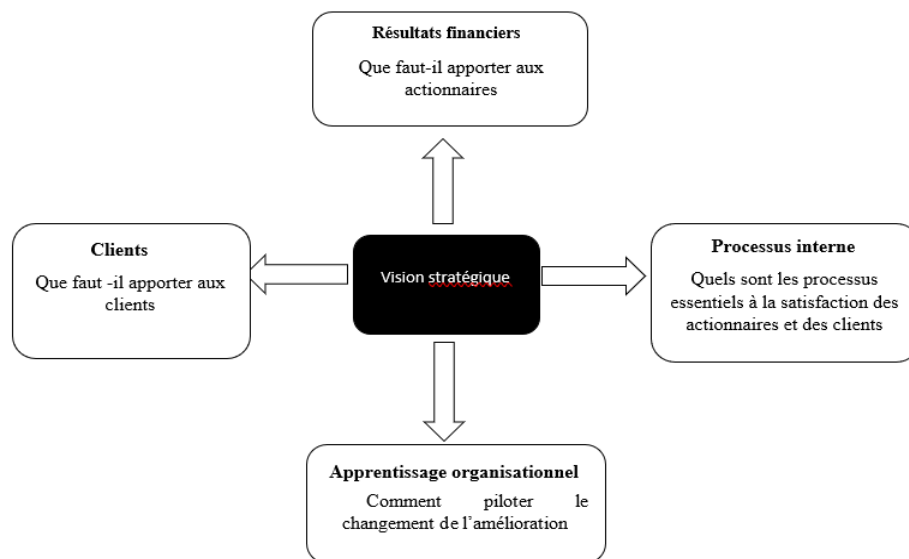 Résultats financiers
Que faut-il apporter aux
actionnaires
Clients
Que faut -il apporter aux
clients
Vision stratégique
Processus interne
Quels sont les processus
essentiels à la satisfaction des
actionnaires et des clients
Apprentissage organisationnel
Comment piloter le
changement de l’amélioration